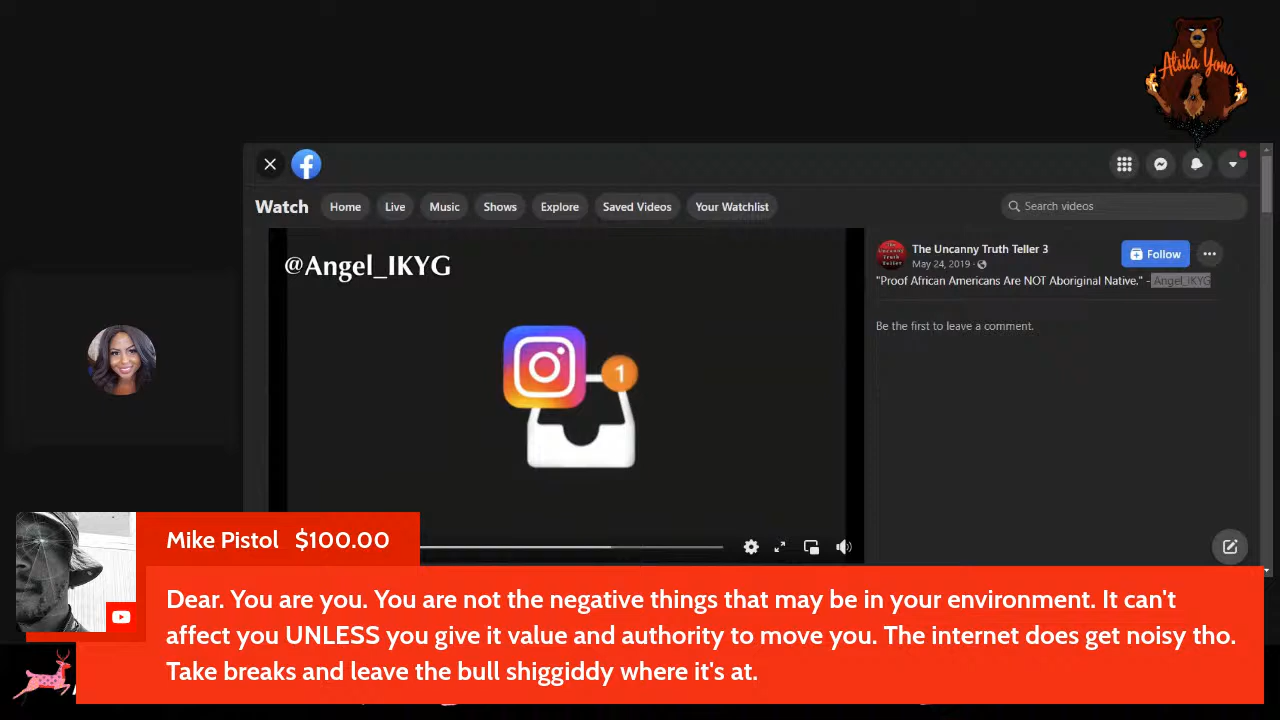 Atsila Yona
Watch
Home
Live
Music
Shows
Explore
Saved Videos
Your Watchlist
Search videos
@Angel_IKYG
1
The Uncanny Truth Teller 3
Follow
May 24, 2019 ·
"Proof African Americans Are NOT Aboriginal Native." - Angel_IKYG
Be the first to leave a comment.
Mike Pistol $100.00
Dear. You are you. You are not the negative things that may be in your environment. It can't
affect you UNLESS you give it value and authority to move you. The internet does get noisy tho.
Take breaks and leave the bull shiggiddy where it's at.